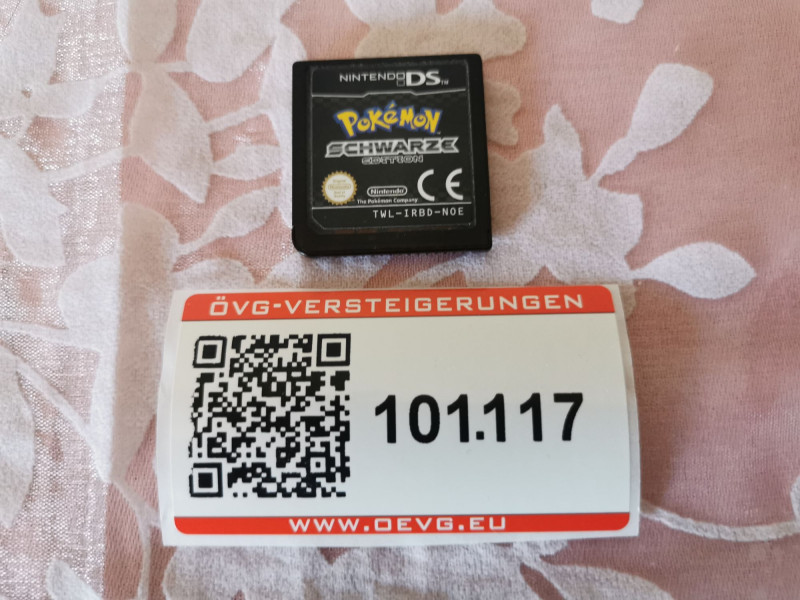 NINTENDO DS™
POKéMON
SCHWARZE
EDITION
Nintendo
The Pokémon Company
CE
TWL-IRBD-NOE
ÖVG-VERSTEIGERUNGEN
101.117
WWW.OEVG.EU